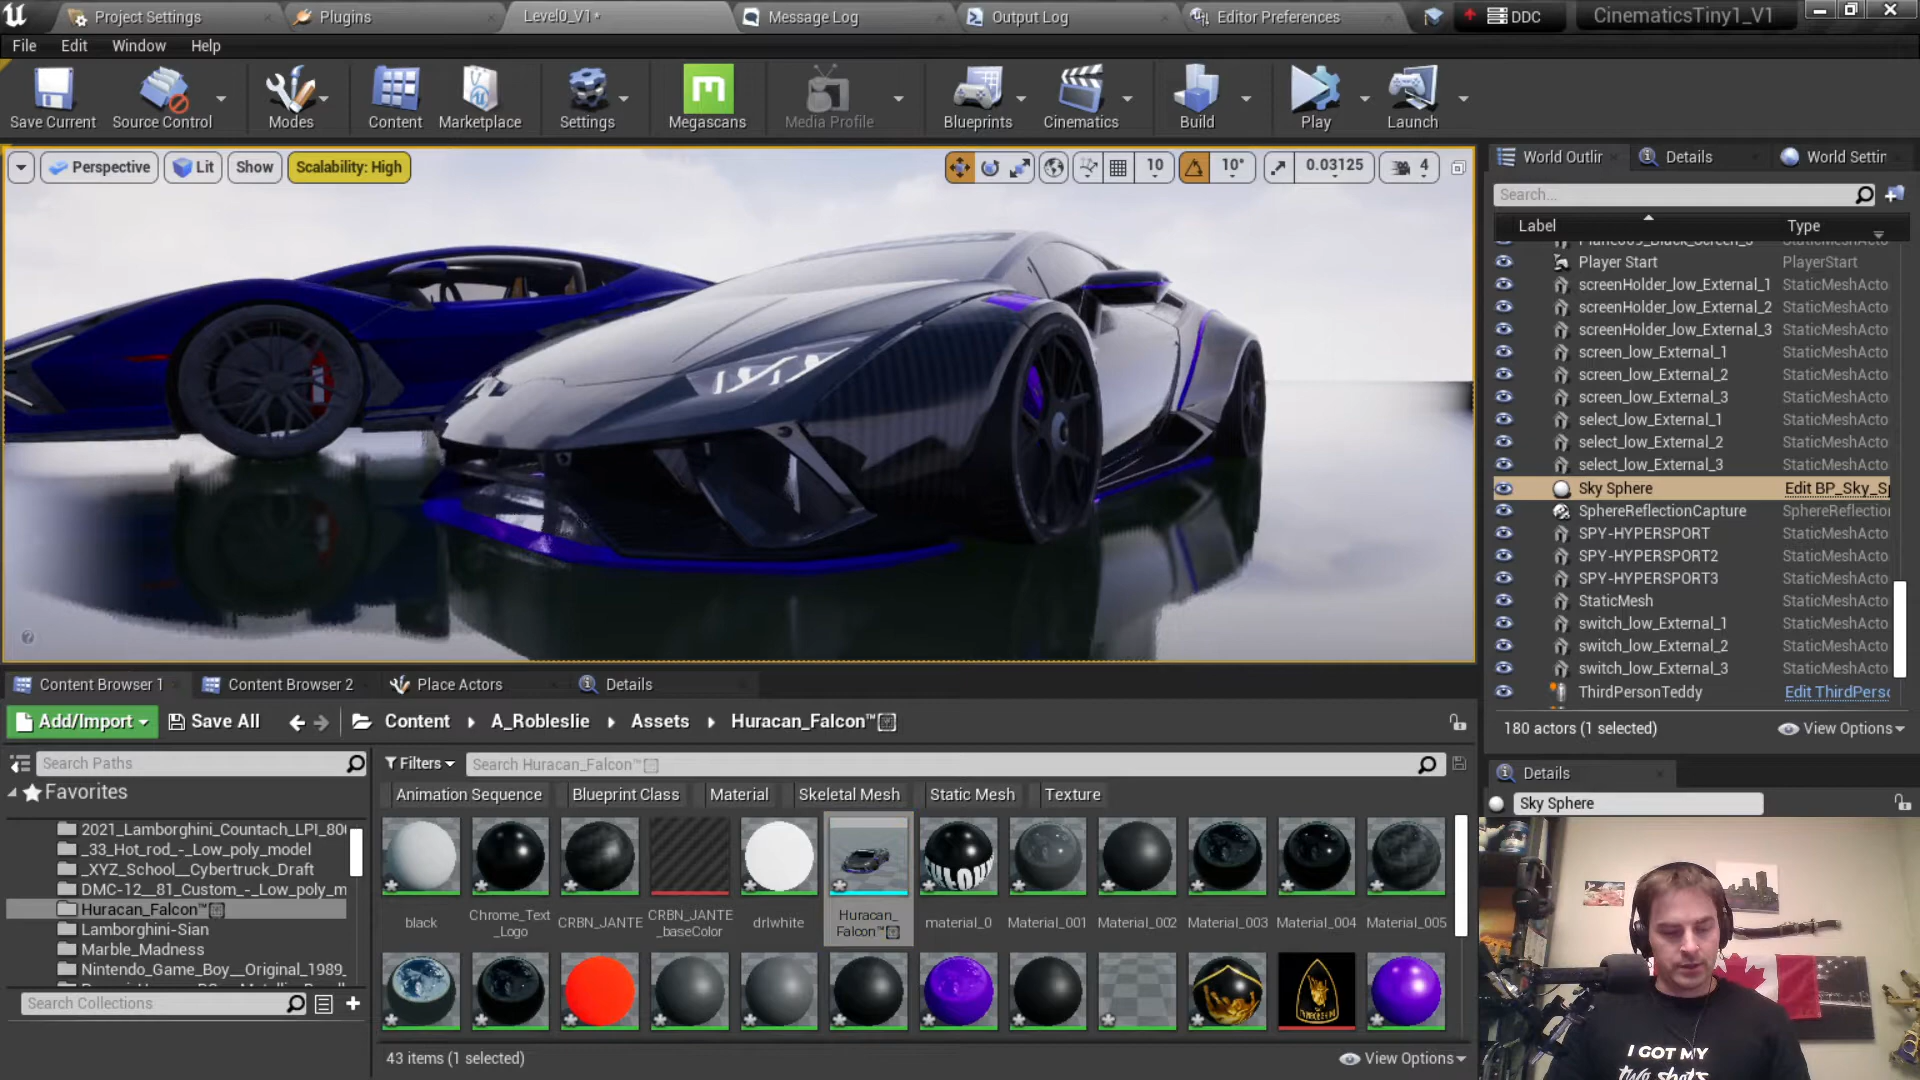 Project Settings
Plugins
Level0_V1*
Message Log
Output Log
Editor Preferences
DDC
CinematicsTiny1_V1
File Edit Window Help
Save Current
Source Control
Modes
Content
Marketplace
Settings
Megascans
Media Profile
Blueprints
Cinematics
Build
Play
Launch
Perspective
Lit
Show
Scalability: High
10
10°
0.03125
4
World Outlir
Details
World Settin
Search...
Label
Type
Player Start PlayerStart
screenHolder_low_External_1 StaticMeshActo
screenHolder_low_External_2 StaticMeshActo
screenHolder_low_External_3 StaticMeshActo
screen_low_External_1 StaticMeshActo
screen_low_External_2 StaticMeshActo
screen_low_External_3 StaticMeshActo
select_low_External_1 StaticMeshActo
select_low_External_2 StaticMeshActo
select_low_External_3 StaticMeshActo
Sky Sphere Edit BP_Sky_Sp
SphereReflectionCapture SphereReflection
SPY-HYPERSPORT StaticMeshActo
SPY-HYPERSPORT2 StaticMeshActo
SPY-HYPERSPORT3 StaticMeshActo
StaticMesh StaticMeshActo
switch_low_External_1 StaticMeshActo
switch_low_External_2 StaticMeshActo
switch_low_External_3 StaticMeshActo
ThirdPersonTeddy Edit ThirdPerso
180 actors (1 selected)
View Options
Details
Sky Sphere
Content Browser 1
Content Browser 2
Place Actors
Details
Add/Import
Save All
Content
A_Robleslie
Assets
Huracan_Falcon™
Search Paths
Filters
Search Huracan_Falcon™
Favorites
Animation Sequence
Blueprint Class
Material
Skeletal Mesh
Static Mesh
Texture
2021_Lamborghini_Countach_LPI_80
_33_Hot_rod_-_Low_poly_model
_XYZ_School__Cybertruck_Draft
DMC-12__81_Custom_-_Low_poly_m
Huracan_Falcon™
Lamborghini-Sian
Marble_Madness
Nintendo_Game_Boy__Original_1989_
Search Collections
black
Chrome_Text
_Logo
CRBN_JANTE
CRBN_JANTE
_baseColor
drlwhite
Huracan_
Falcon™
material_0
Material_001
Material_002
Material_003
Material_004
Material_005
43 items (1 selected)
View Options
I GOT MY
two shots